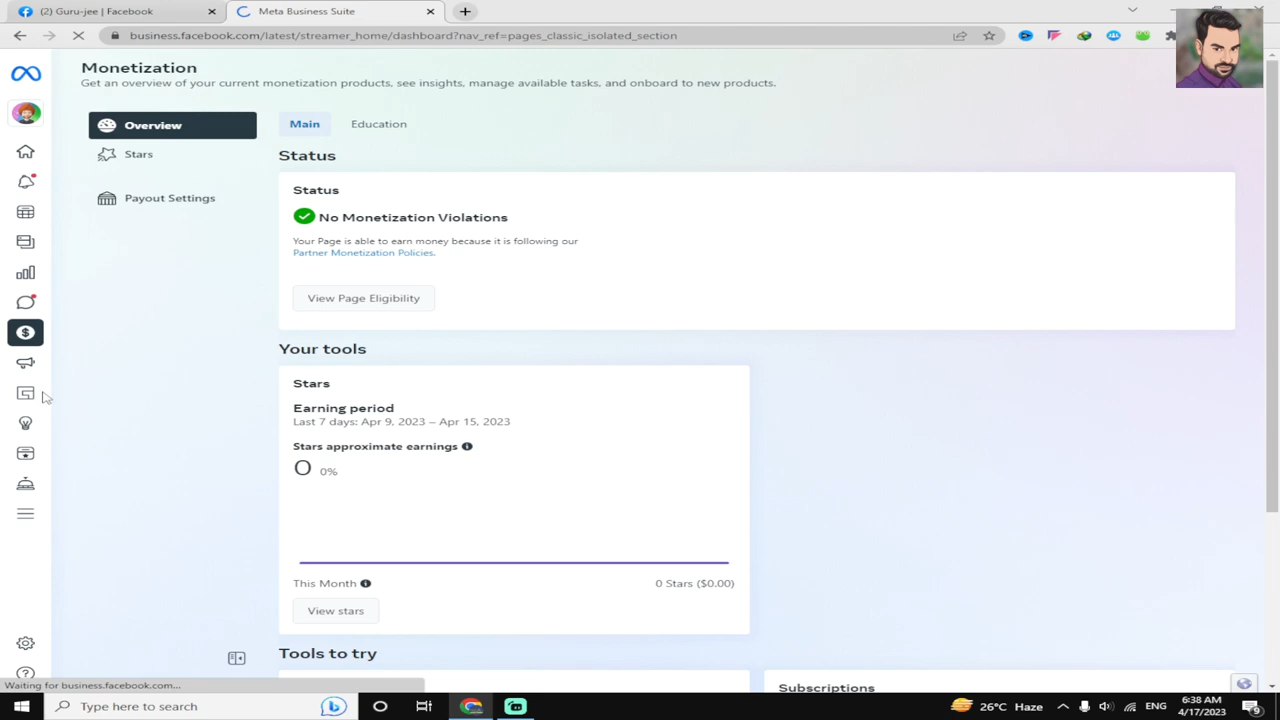 (2) Guru-jee | Facebook
Meta Business Suite
business.facebook.com/latest/streamer_home/dashboard?nav_ref=pages_classic_isolated_section
Monetization
Get an overview of your current monetization products, see insights, manage available tasks, and onboard to new products.
Overview
Stars
Payout Settings
Main
Education
Status
Status
No Monetization Violations
Your Page is able to earn money because it is following our
Partner Monetization Policies.
View Page Eligibility
Your tools
Stars
Earning period
Last 7 days: Apr 9, 2023 – Apr 15, 2023
Stars approximate earnings
0 0%
This Month
0 Stars ($0.00)
View stars
Tools to try
Subscriptions
Waiting for business.facebook.com...
Type here to search
26°C Haze
ENG
6:38 AM
4/17/2023
9